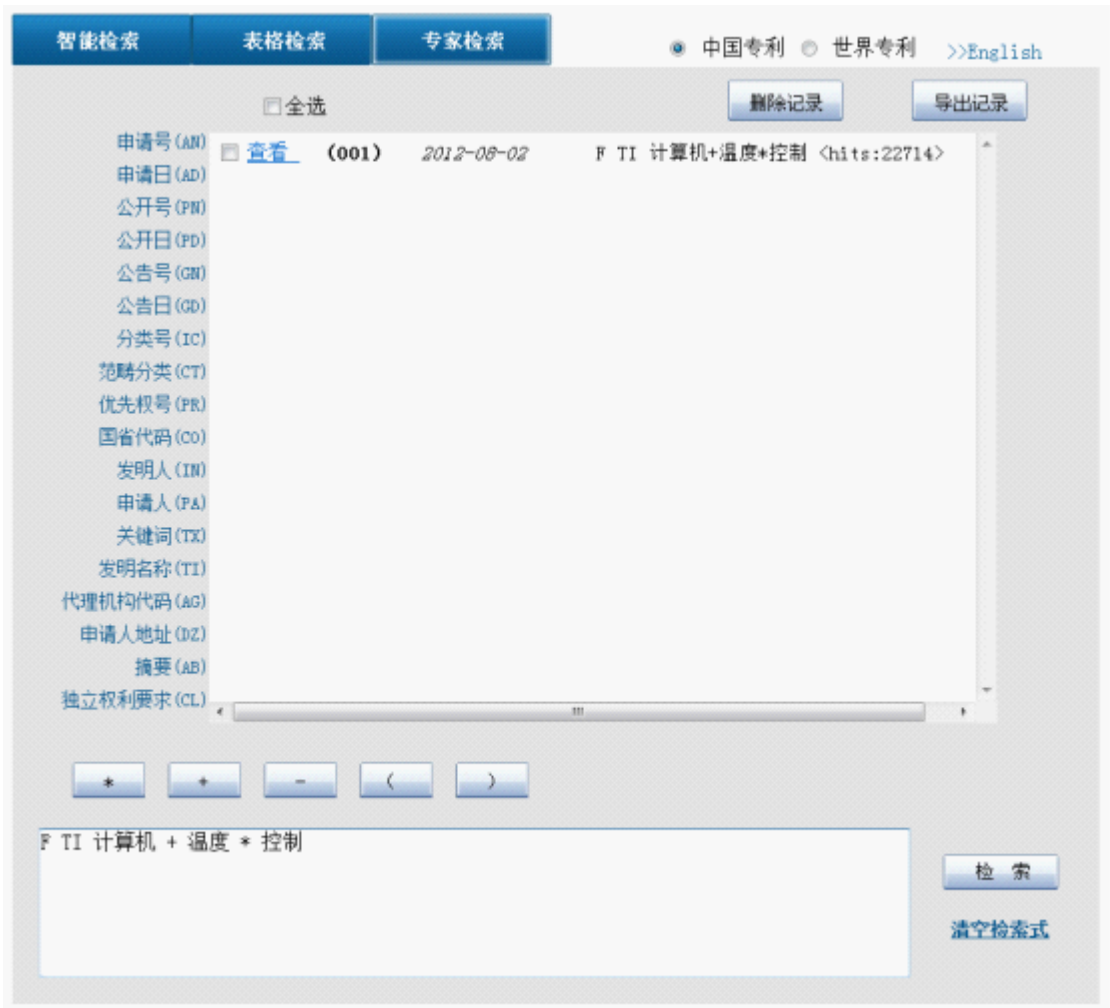 智能检索 表格检索 专家检索 中国专利 世界专利 >>English
全选 删除记录 导出记录
申请号(AN)
查看 (001) 2012-08-02 F TI 计算机+温度*控制 <hits:22714>
申请日(AD)
公开号(PN)
公开日(PD)
公告号(GN)
公告日(GD)
分类号(IC)
范畴分类(CT)
优先权号(PR)
国省代码(CO)
发明人(IN)
申请人(PA)
关键词(TX)
发明名称(TI)
代理机构代码(AG)
申请人地址(DZ)
摘要(AB)
独立权利要求(CL)
* + - ( )
F TI 计算机 + 温度 * 控制
检 索
清空检索式